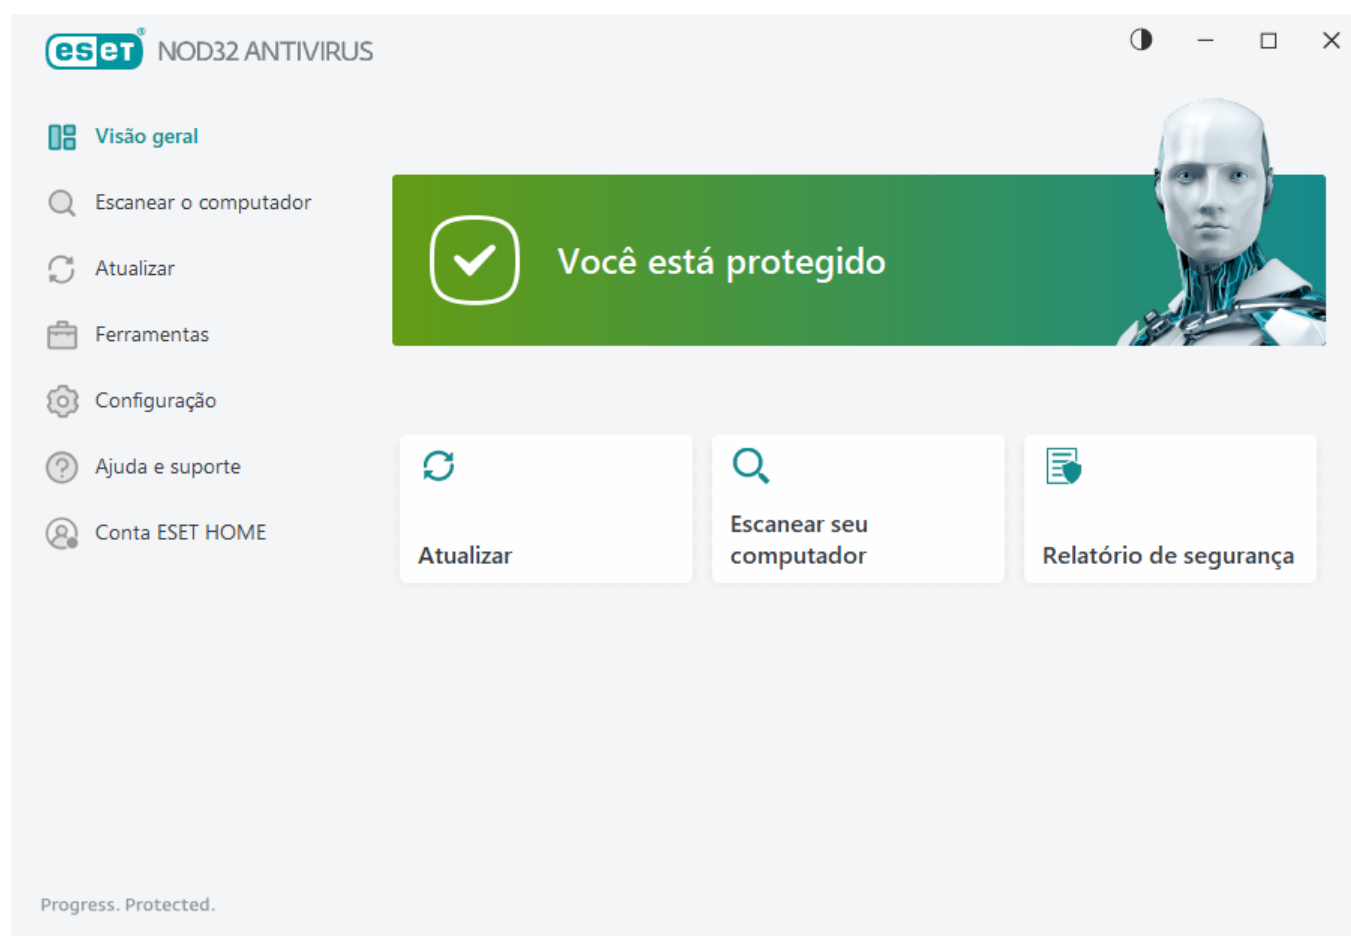 eset® NOD32 ANTIVIRUS
Visão geral
Escanear o computador
Atualizar
Ferramentas
Configuração
Ajuda e suporte
Conta ESET HOME
Você está protegido
Atualizar
Escanear seu
computador
Relatório de segurança
Progress. Protected.